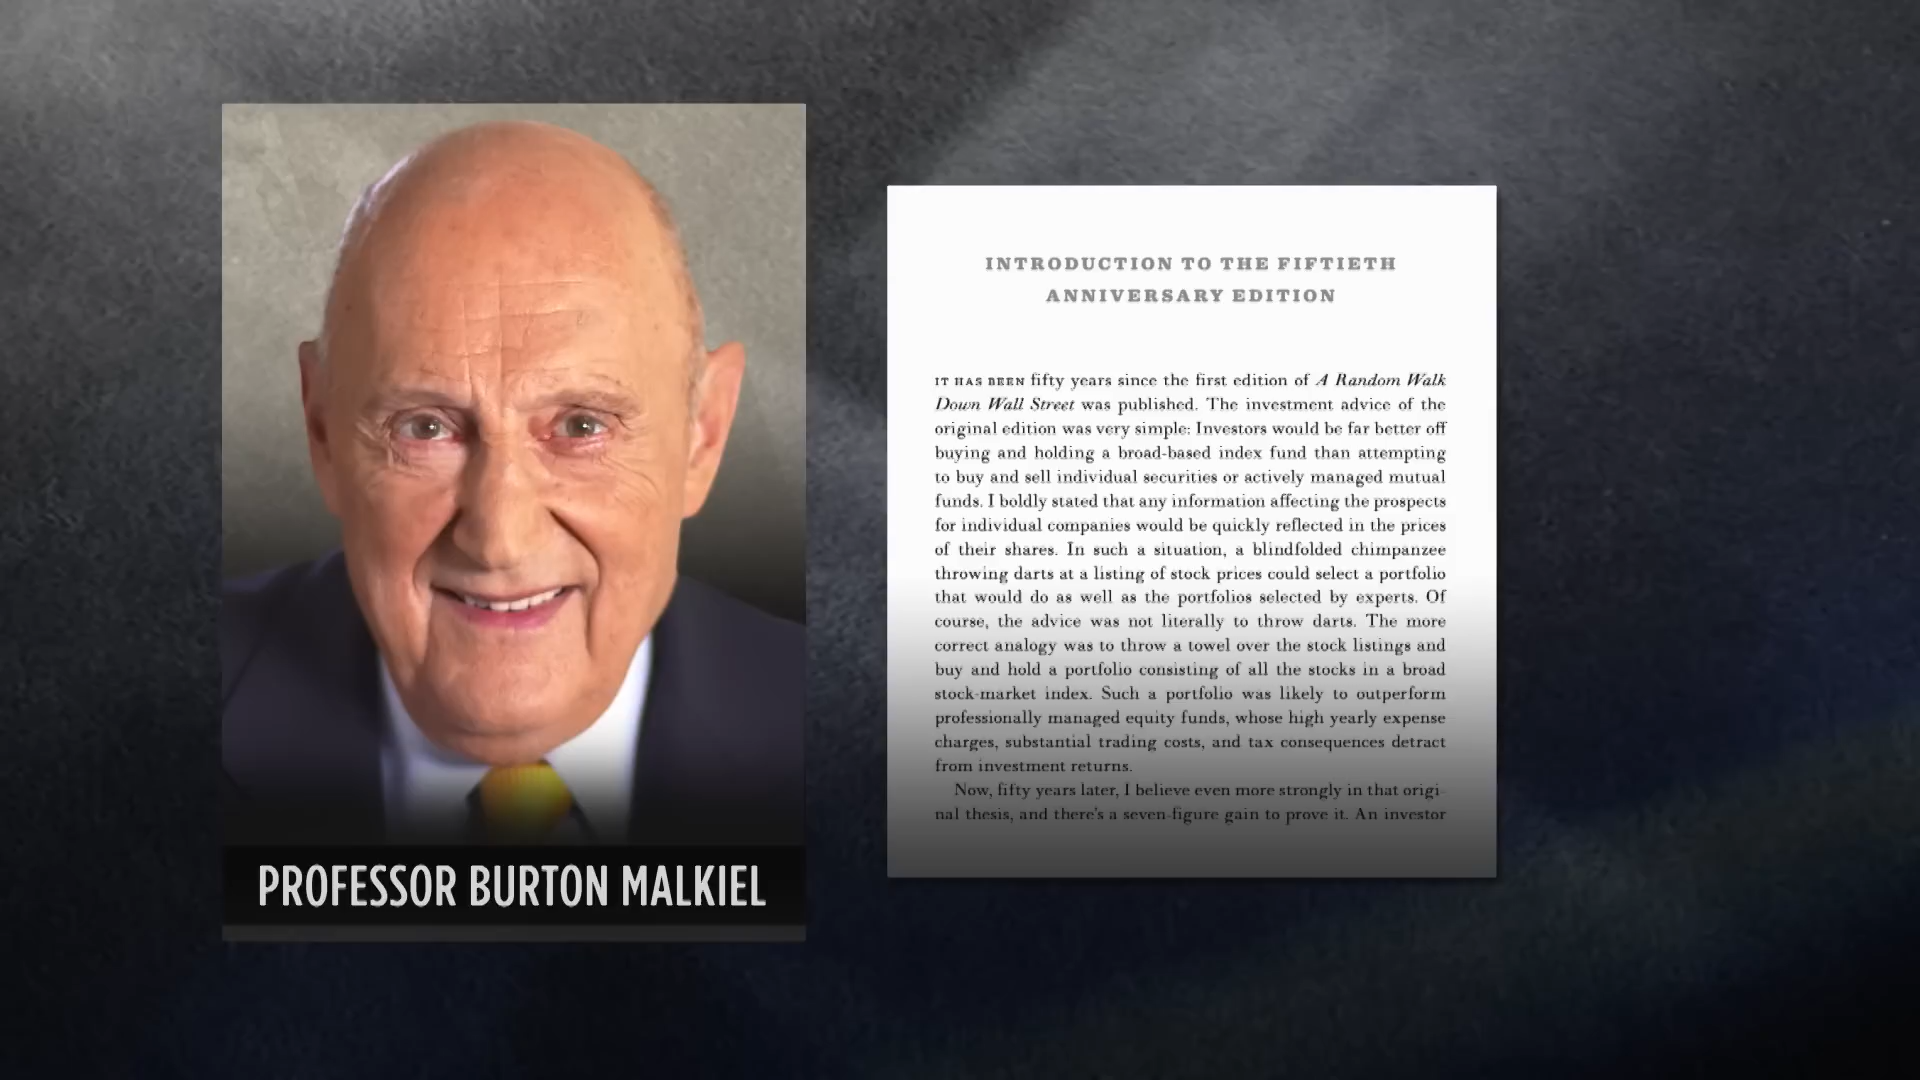 PROFESSOR BURTON MALKIEL
INTRODUCTION TO THE FIFTIETH
ANNIVERSARY EDITION
IT HAS BEEN fifty years since the first edition of A Random Walk
Down Wall Street was published. The investment advice of the
original edition was very simple: Investors would be far better off
buying and holding a broad-based index fund than attempting
to buy and sell individual securities or actively managed mutual
funds. I boldly stated that any information affecting the prospects
for individual companies would be quickly reflected in the prices
of their shares. In such a situation, a blindfolded chimpanzee
throwing darts at a listing of stock prices could select a portfolio
that would do as well as the portfolios selected by experts. Of
course, the advice was not literally to throw darts. The more
correct analogy was to throw a towel over the stock listings and
buy and hold a portfolio consisting of all the stocks in a broad
stock-market index. Such a portfolio was likely to outperform
professionally managed equity funds, whose high yearly expense
charges, substantial trading costs, and tax consequences detract
from investment returns.
Now, fifty years later, I believe even more strongly in that origi-
nal thesis, and there's a seven-figure gain to prove it. An investor